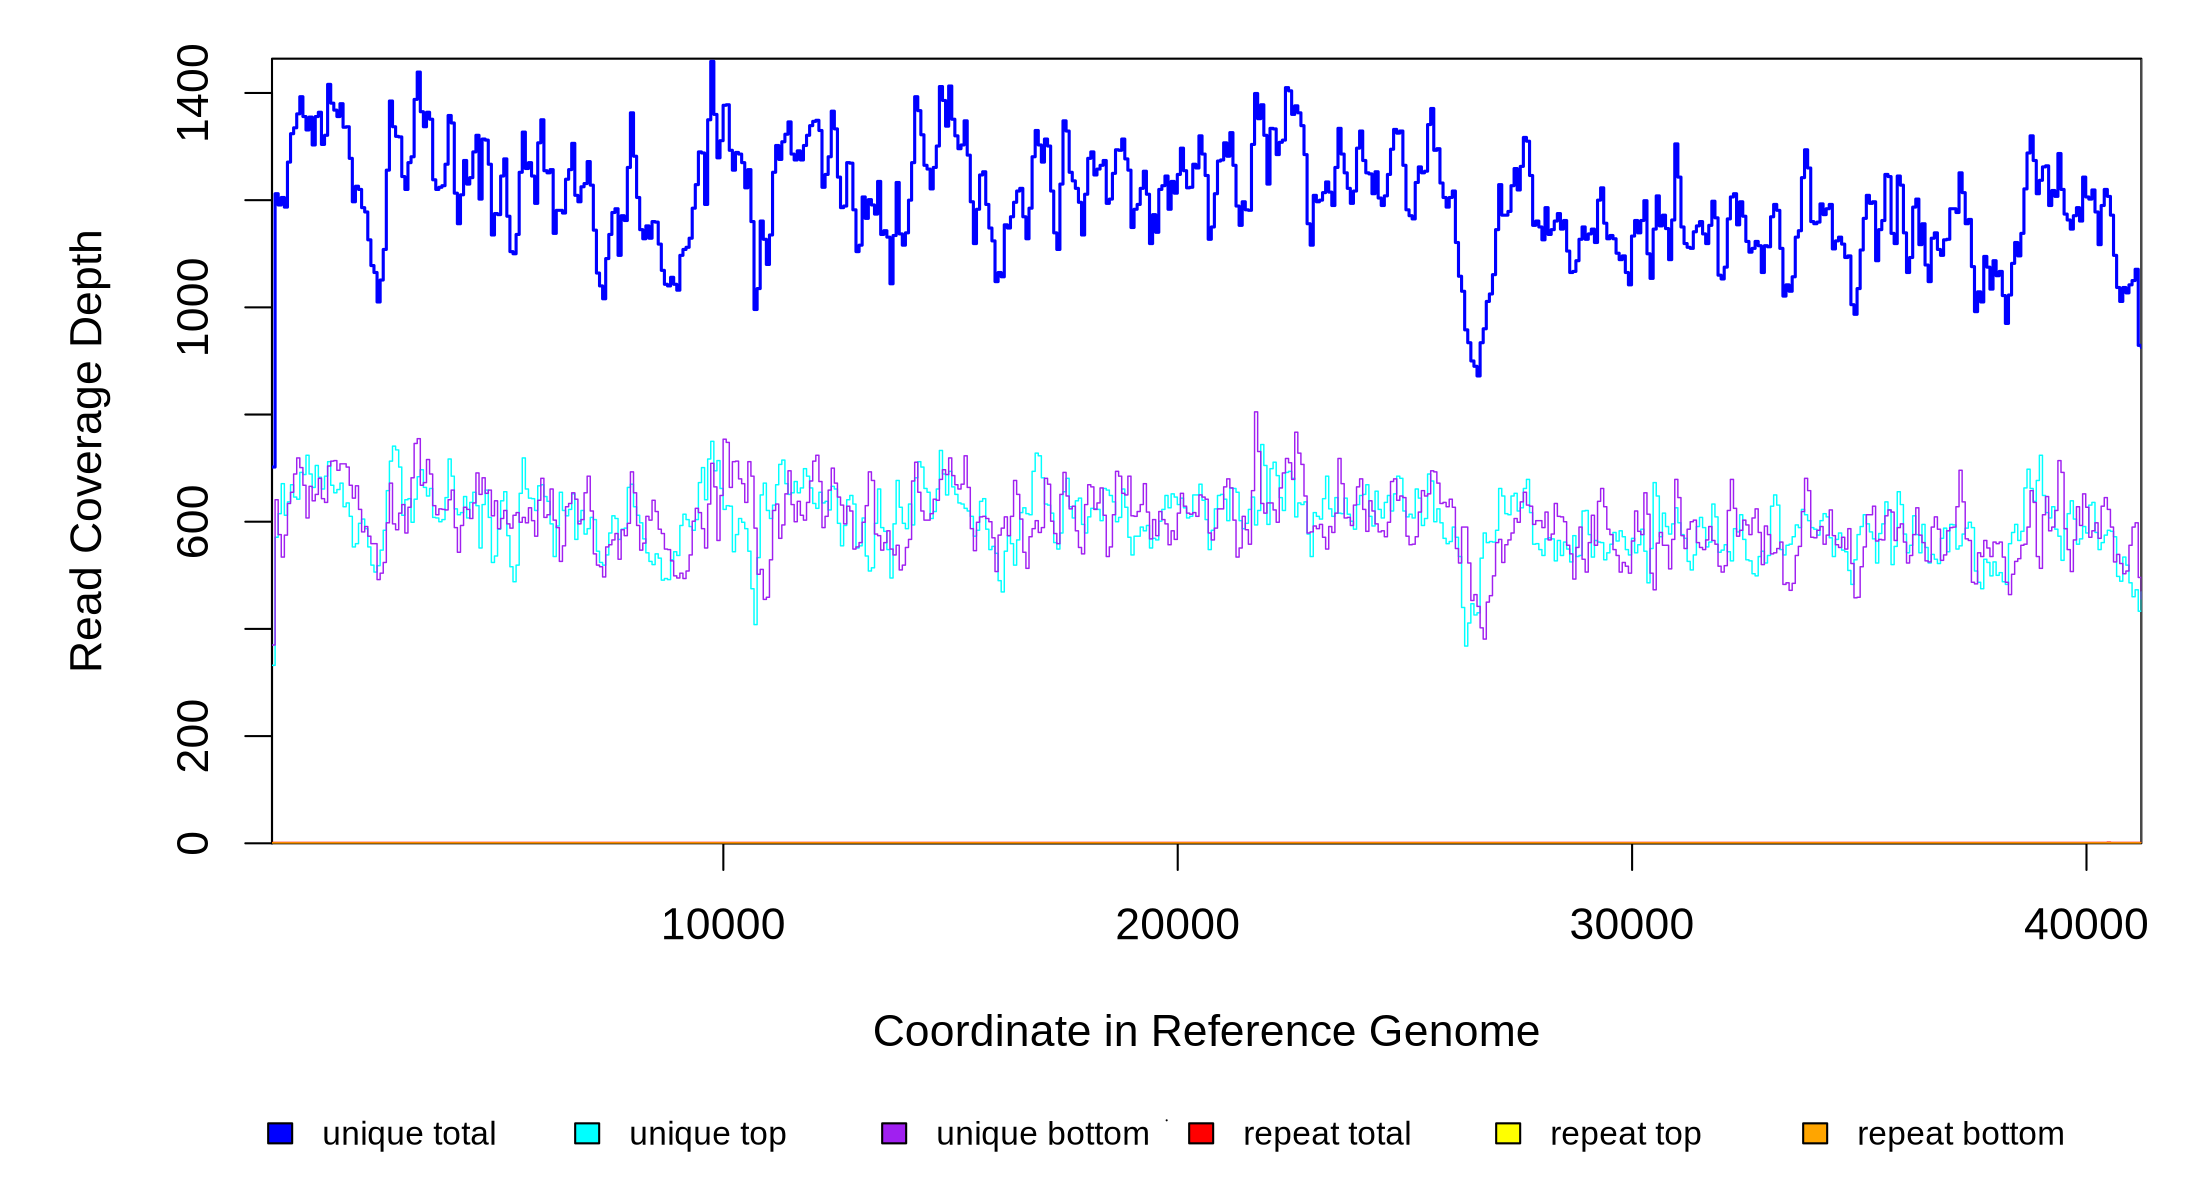 1400
1000
600
200
0
Read Coverage Depth
10000 20000 30000 40000
Coordinate in Reference Genome
unique total unique top unique bottom repeat total repeat top repeat bottom